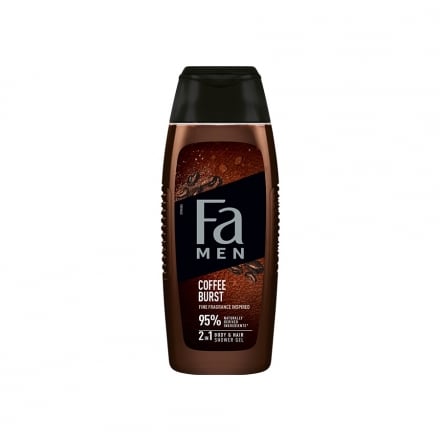 Fa
MEN
COFFEE
BURST
FINE FRAGRANCE INSPIRED
95% NATURALLY
DERIVED
INGREDIENTS*
2in1 BODY & HAIR
SHOWER GEL